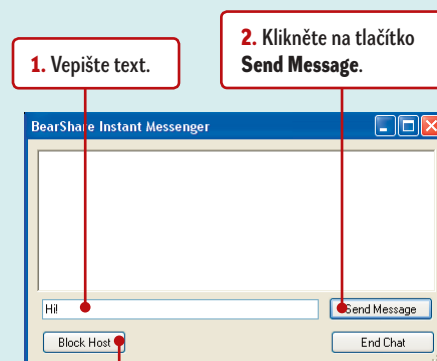 1. Vepište text.
2. Klikněte na tlačítko
Send Message.
BearShare Instant Messenger
Hi!
Send Message
Block Host
End Chat